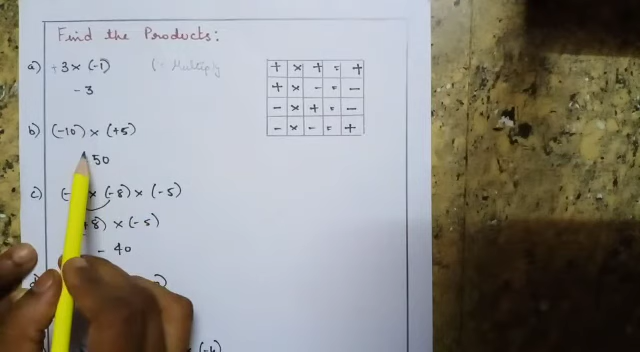 Find the Products:
a) +3 × (-1) (= Multiply
- 3
+ × + = +
+ × - = -
- × + = -
- × - = +
b) (-10) × (+5)
50
c) (- × (-8) × (-5)
+8) × (-5)
- 40